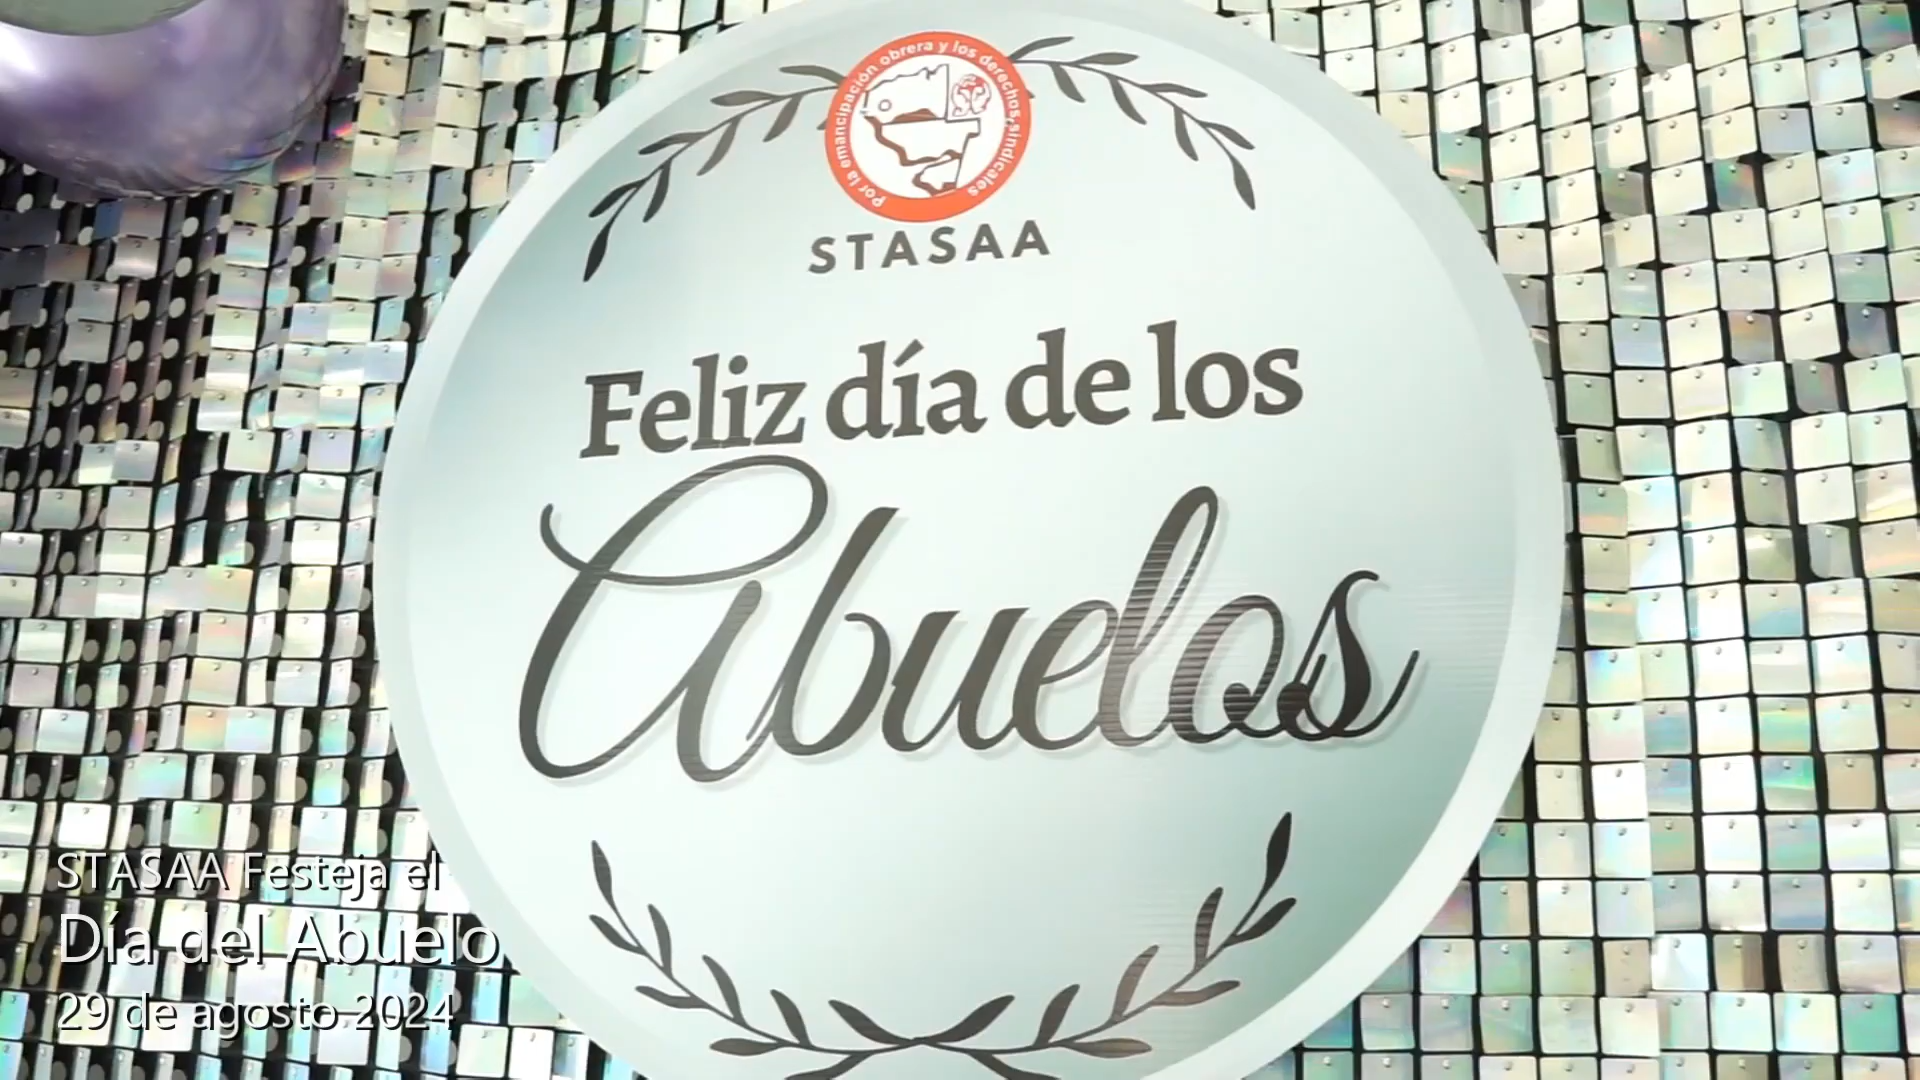 Por la emancipación obrera y los derechos sindicales
STASAA
Feliz día de los
Abuelos
STASAA Festeja el
Día del Abuelo
29 de agosto 2024